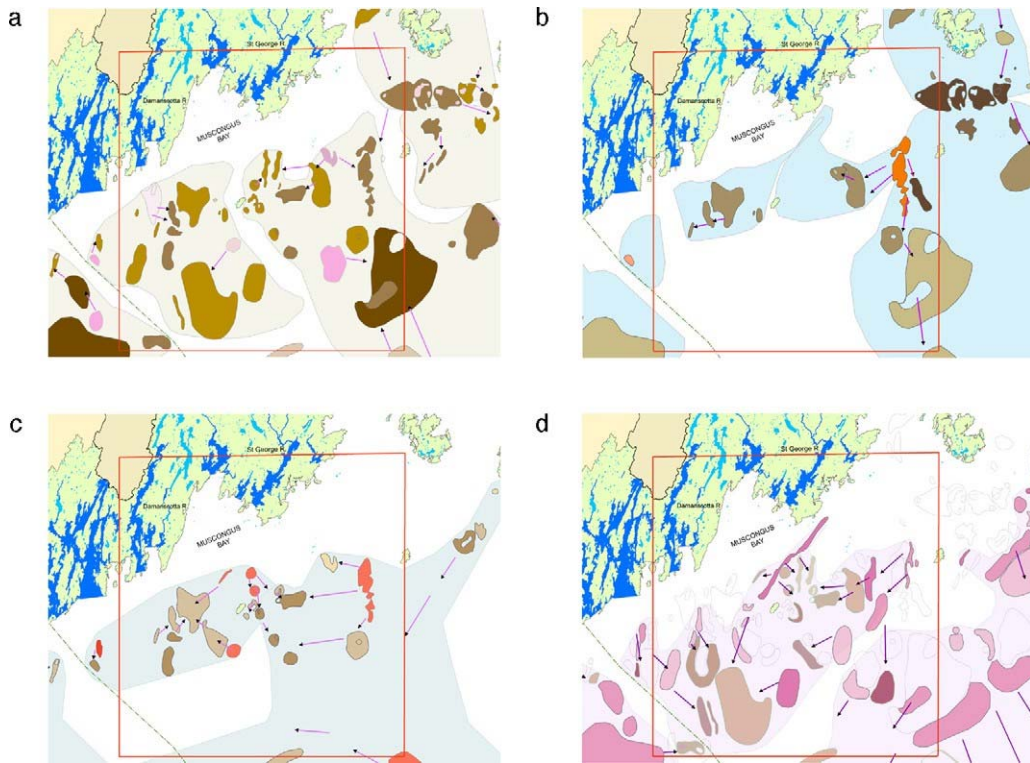 a
St George R
Damariscotta R
MUSCONGUS
BAY
b
St George R
Damariscotta R
MUSCONGUS
BAY
c
St George R
Damariscotta R
MUSCONGUS
BAY
d
St George R
Damariscotta R
MUSCONGUS
BAY